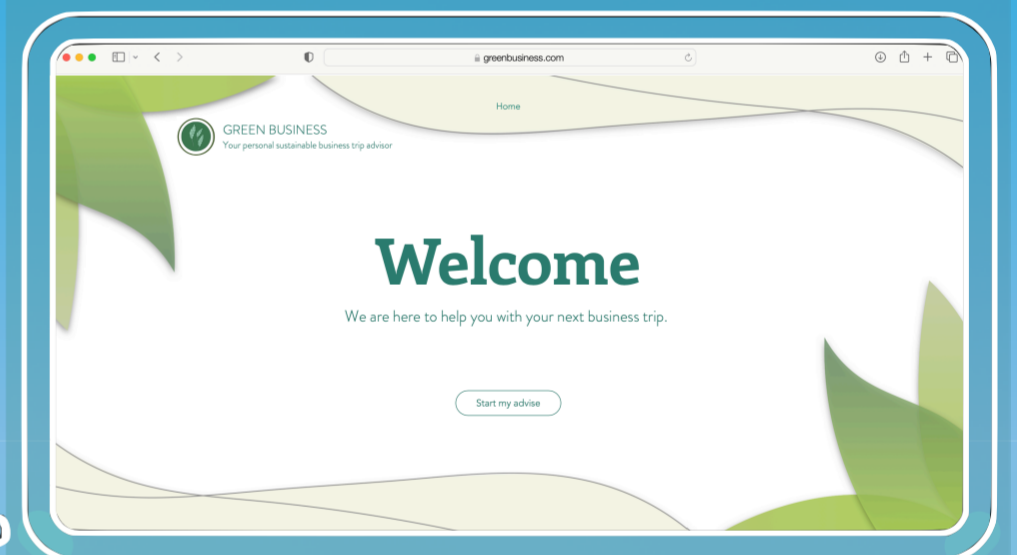 greenbusiness.com
Home
GREEN BUSINESS
Your personal sustainable business trip advisor
Welcome
We are here to help you with your next business trip.
Start my advise